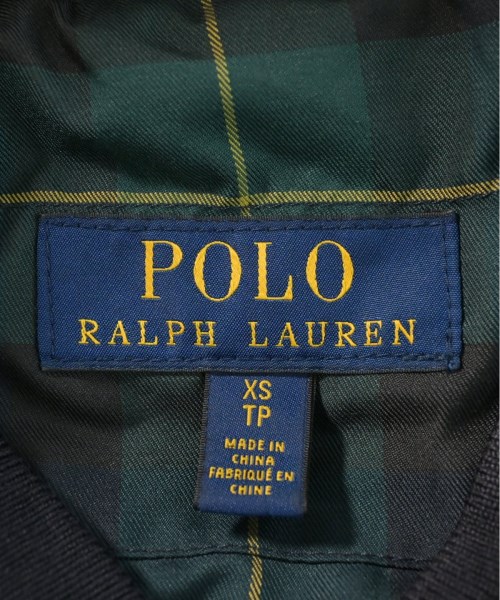 POLO
RALPH LAUREN
XS
TP
MADE IN
CHINA
FABRIQUÉ EN
CHINE